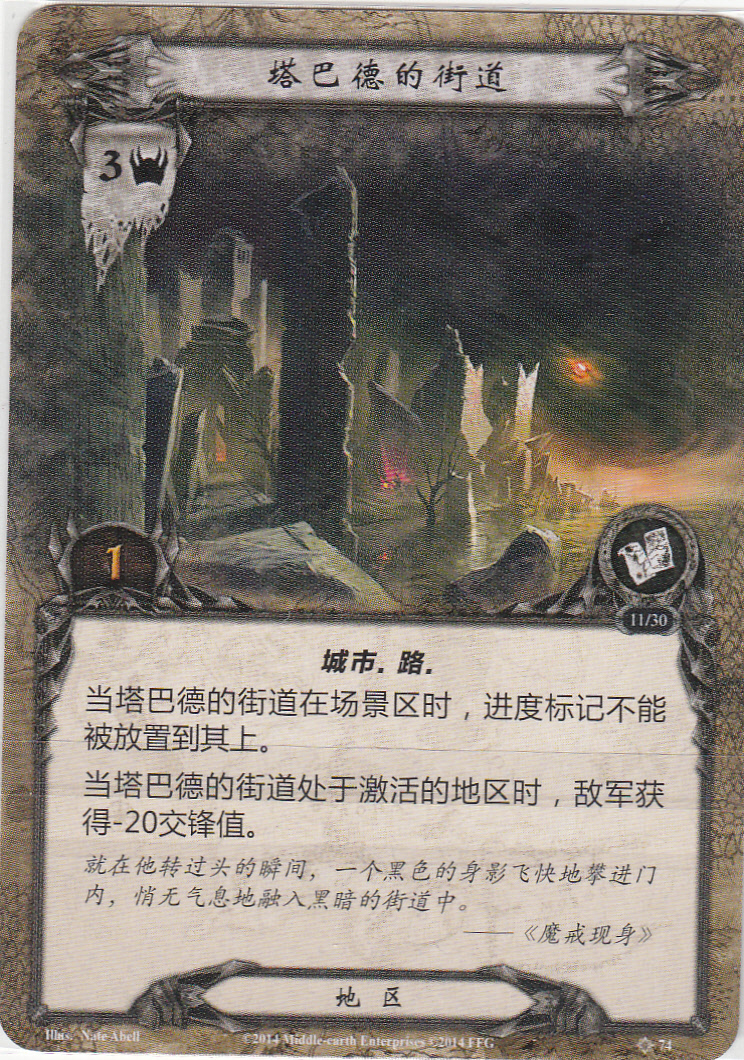 塔巴德的街道
3
1
11/30
城市. 路.
当塔巴德的街道在场景区时，进度标记不能
被放置到其上。
当塔巴德的街道处于激活的地区时，敌军获
得-20交锋值。
就在他转过头的瞬间，一个黑色的身影飞快地攀进门
内，悄无气息地融入黑暗的街道中。
——《魔戒现身》
地 区
Illus. Nate Abell
©2014 Middle-earth Enterprises ©2014 FFG
74